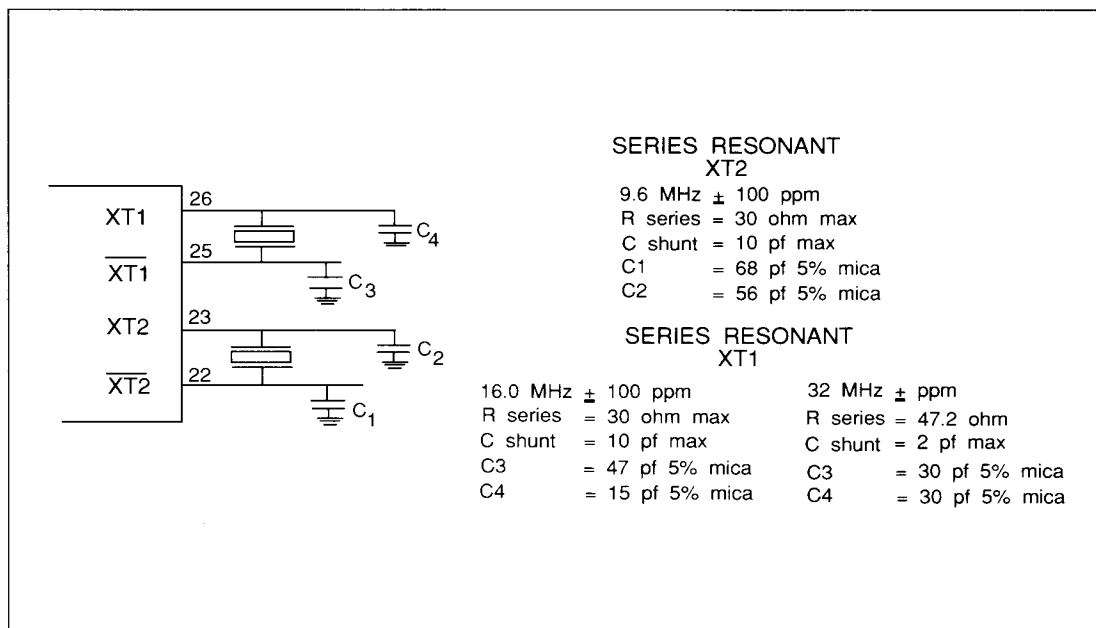 XT1
26
25
X̅T̅1̅
C4
C3
XT2
23
22
X̅T̅2̅
C2
C1
SERIES RESONANT
XT2
9.6 MHz ± 100 ppm
R series = 30 ohm max
C shunt = 10 pf max
C1 = 68 pf 5% mica
C2 = 56 pf 5% mica
SERIES RESONANT
XT1
16.0 MHz ± 100 ppm
R series = 30 ohm max
C shunt = 10 pf max
C3 = 47 pf 5% mica
C4 = 15 pf 5% mica
32 MHz ± ppm
R series = 47.2 ohm
C shunt = 2 pf max
C3 = 30 pf 5% mica
C4 = 30 pf 5% mica